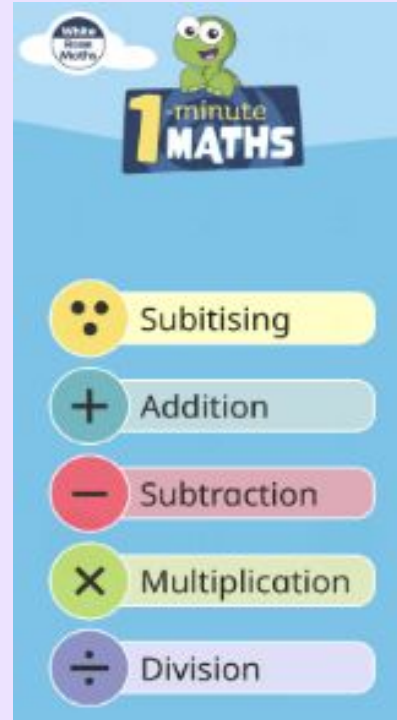 White
Rose
Maths
1-minute
MATHS
Subitising
+ Addition
− Subtraction
× Multiplication
÷ Division